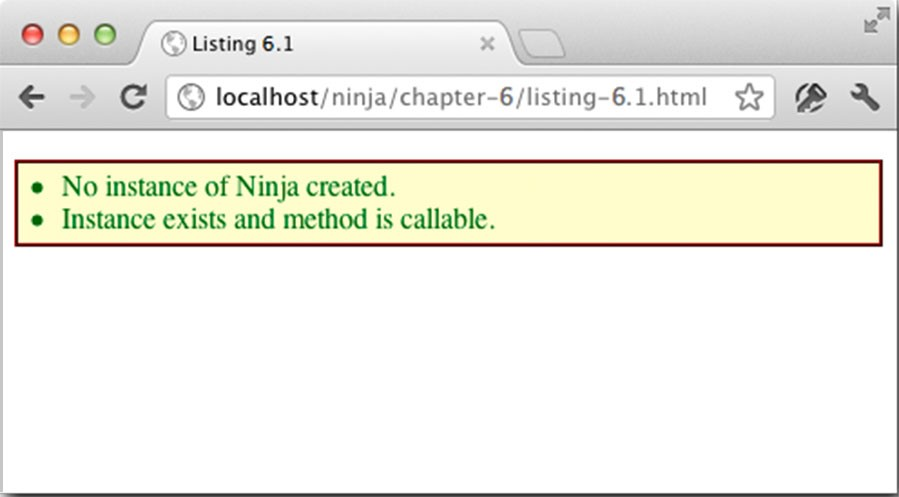 Listing 6.1
localhost/ninja/chapter-6/listing-6.1.html
No instance of Ninja created.
Instance exists and method is callable.